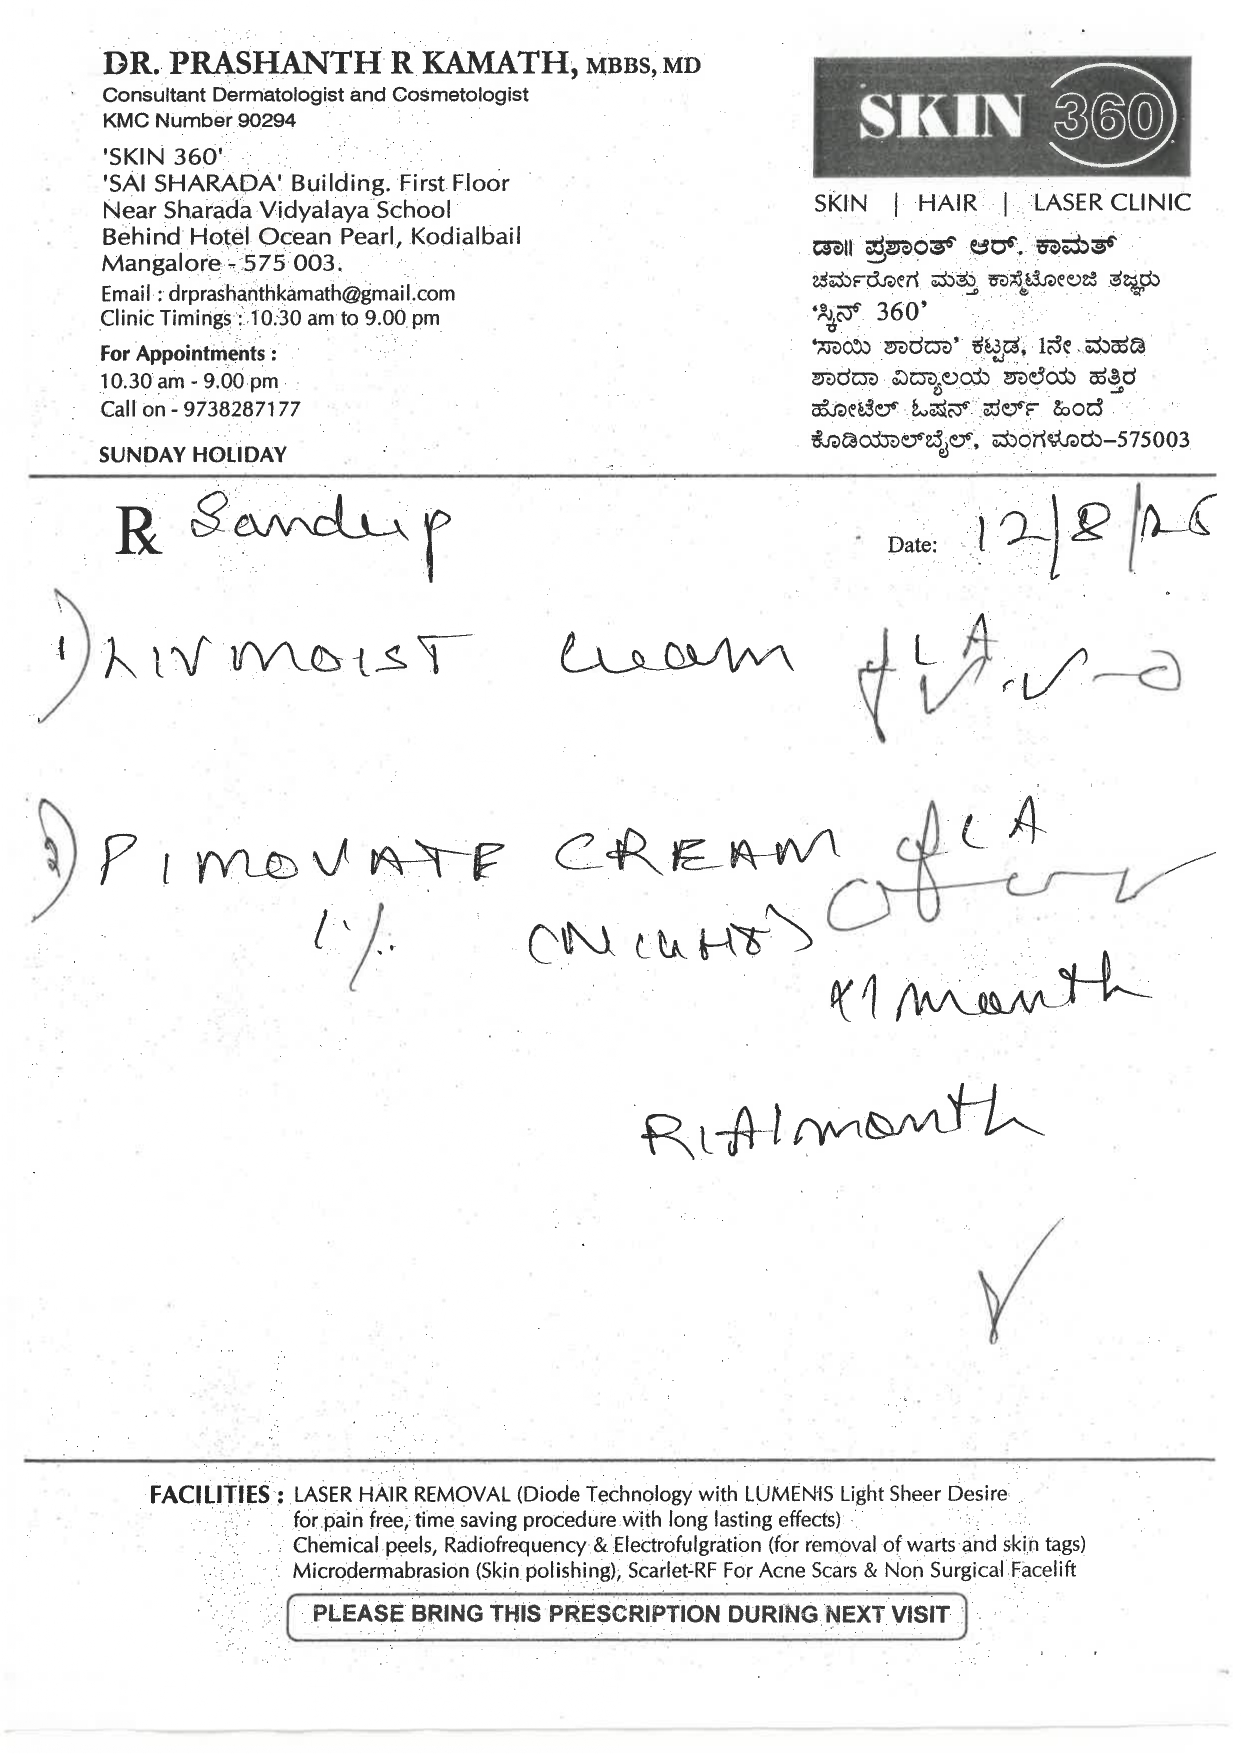 DR. PRASHANTH R KAMATH, MBBS, MD
Consultant Dermatologist and Cosmetologist
KMC Number 90294
'SKIN 360'
'SAI SHARADA' Building. First Floor
Near Sharada Vidyalaya School
Behind Hotel Ocean Pearl, Kodialbail
Mangalore - 575 003.
Email : drprashanthkamath@gmail.com
Clinic Timings : 10.30 am to 9.00 pm
For Appointments :
10.30 am - 9.00 pm
Call on - 9738287177
SUNDAY HOLIDAY
SKIN 360
SKIN | HAIR | LASER CLINIC
ಡಾ॥ ಪ್ರಶಾಂತ್ ಆರ್. ಕಾಮತ್
ಚರ್ಮರೋಗ ಮತ್ತು ಕಾಸ್ಮೆಟೋಲಜಿ ತಜ್ಞರು
'ಸ್ಕಿನ್ 360'
'ಸಾಯಿ ಶಾರದಾ' ಕಟ್ಟಡ, 1ನೇ ಮಹಡಿ
ಶಾರದಾ ವಿದ್ಯಾಲಯ ಶಾಲೆಯ ಹತ್ತಿರ
ಹೋಟೆಲ್ ಓಷನ್ ಪರ್ಲ್ ಹಿಂದೆ
ಕೊಡಿಯಾಲ್‌ಬೈಲ್, ಮಂಗಳೂರು-575003
Rx Sandeep Date: 12/8/26
1) LIVMOIST cream LA
2) PIMOVATE CREAM LA
1% (NIGHT)
x 1 month
R/A 1 month
FACILITIES : LASER HAIR REMOVAL (Diode Technology with LUMENIS Light Sheer Desire
for pain free, time saving procedure with long lasting effects)
Chemical peels, Radiofrequency & Electrofulgration (for removal of warts and skin tags)
Microdermabrasion (Skin polishing), Scarlet-RF For Acne Scars & Non Surgical Facelift
PLEASE BRING THIS PRESCRIPTION DURING NEXT VISIT